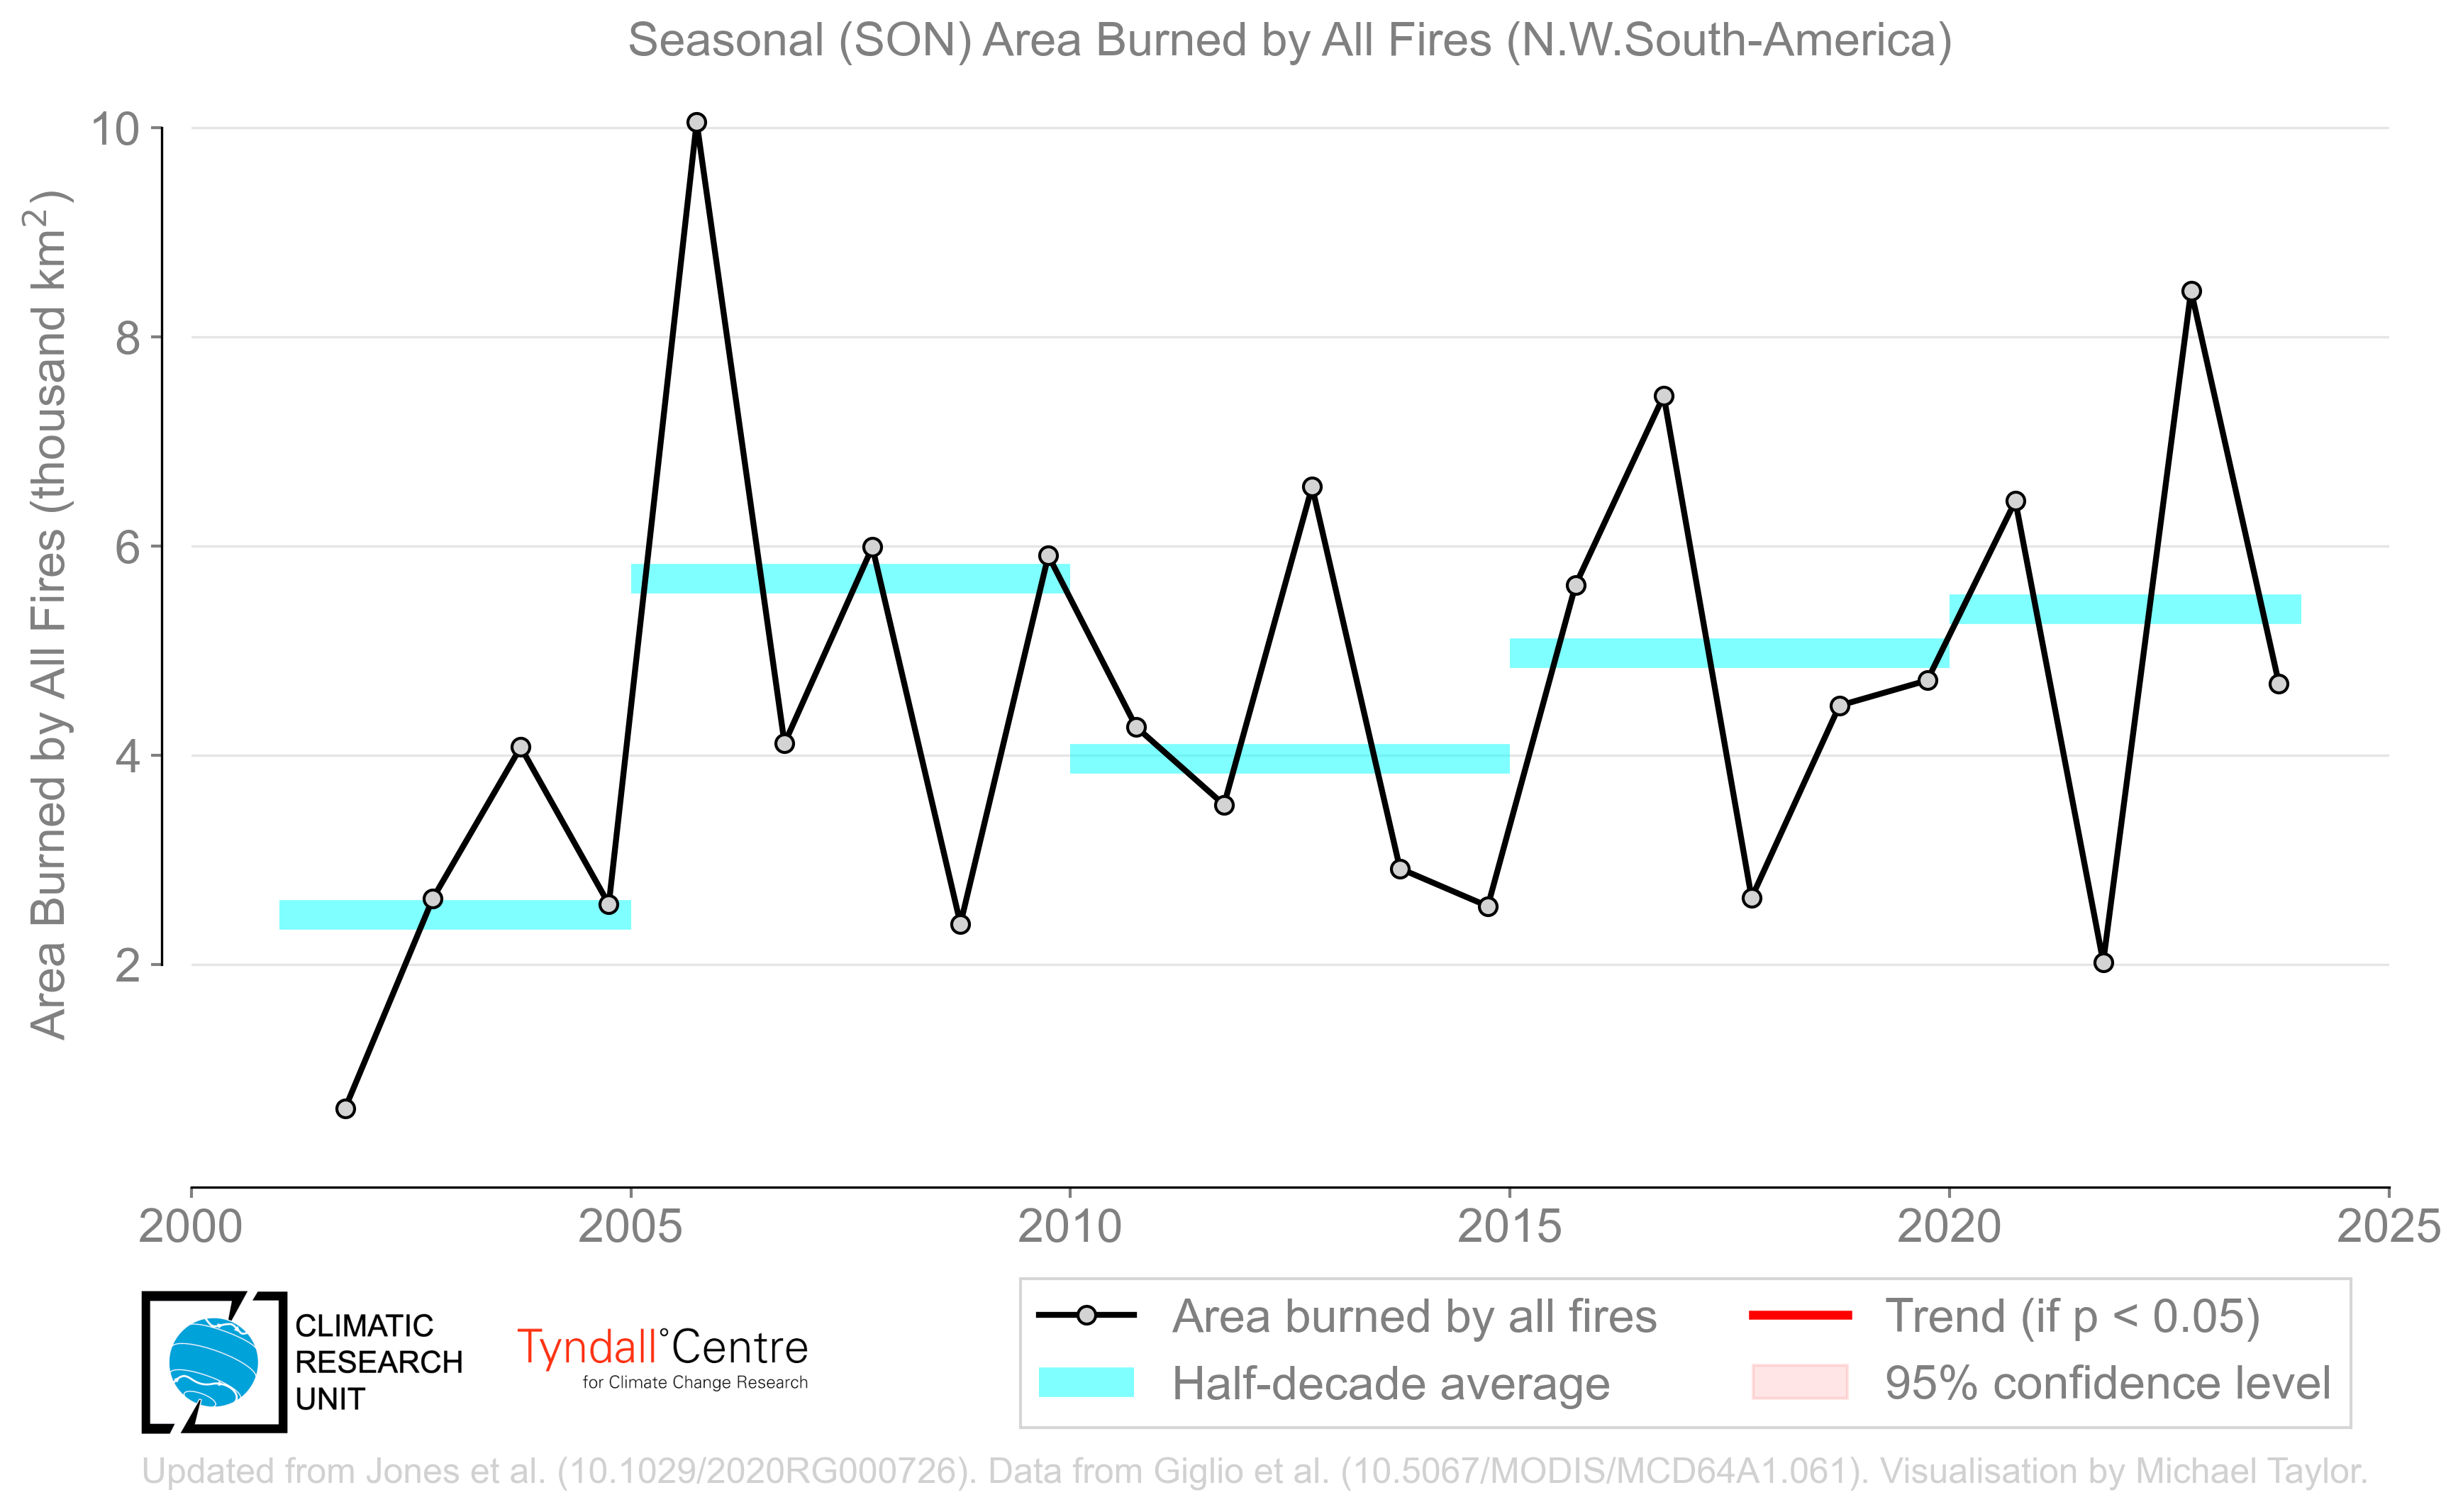 Seasonal (SON) Area Burned by All Fires (N.W.South-America)
Area Burned by All Fires (thousand km²)
10
8
6
4
2
2000 2005 2010 2015 2020 2025
CLIMATIC
RESEARCH
UNIT
Tyndall°Centre
for Climate Change Research
Area burned by all fires
Half-decade average
Trend (if p < 0.05)
95% confidence level
Updated from Jones et al. (10.1029/2020RG000726). Data from Giglio et al. (10.5067/MODIS/MCD64A1.061). Visualisation by Michael Taylor.